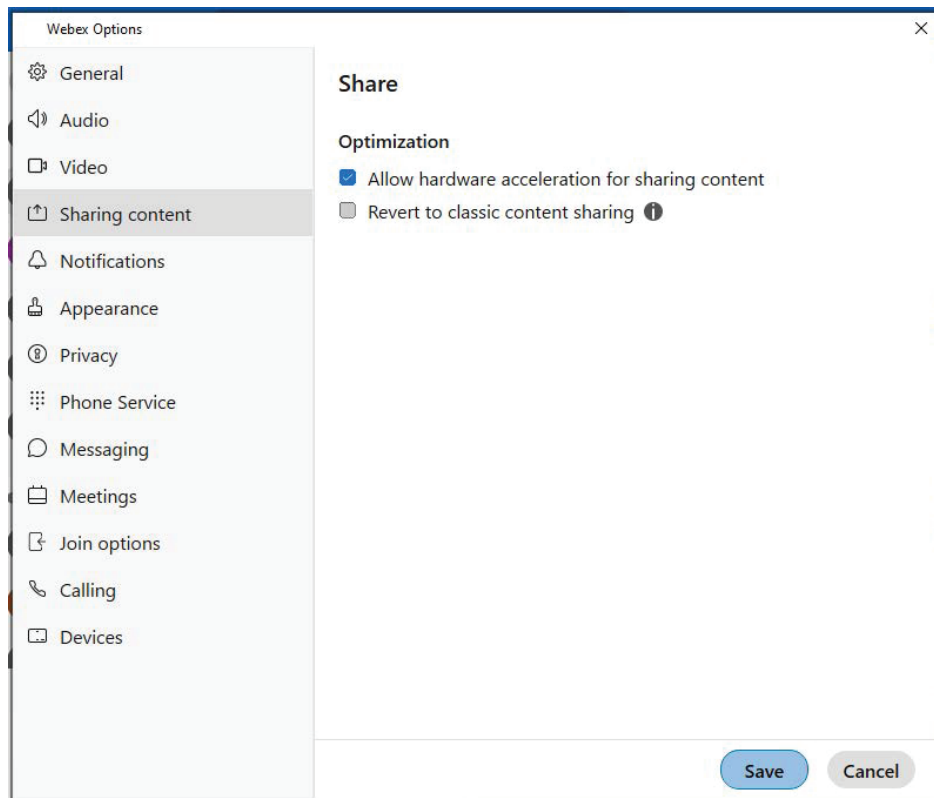 Webex Options
General
Audio
Video
Sharing content
Notifications
Appearance
Privacy
Phone Service
Messaging
Meetings
Join options
Calling
Devices
Share
Optimization
Allow hardware acceleration for sharing content
Revert to classic content sharing
Save Cancel